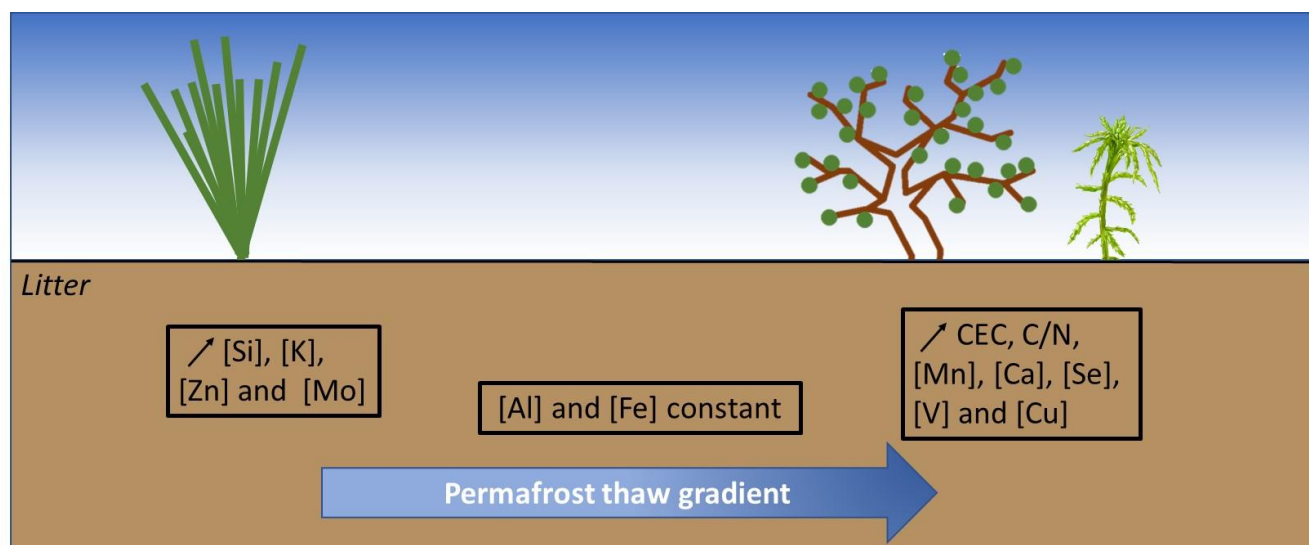 Litter
↗ [Si], [K],
[Zn] and [Mo]
[Al] and [Fe] constant
↗ CEC, C/N,
[Mn], [Ca], [Se],
[V] and [Cu]
Permafrost thaw gradient